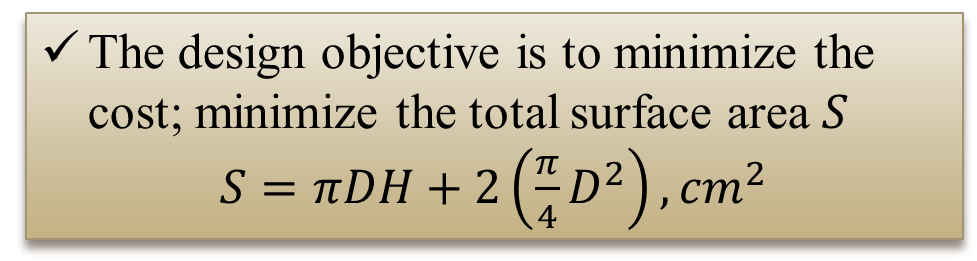 ✓ The design objective is to minimize the
cost; minimize the total surface area S
S = πDH + 2(π/4 D²), cm²